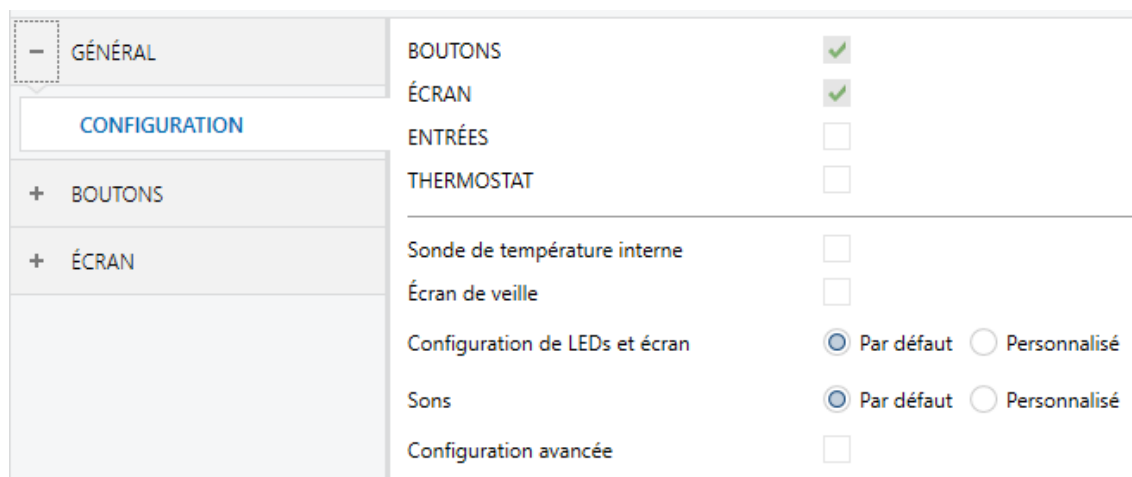 GÉNÉRAL
CONFIGURATION
BOUTONS
ÉCRAN
BOUTONS
ÉCRAN
ENTRÉES
THERMOSTAT
Sonde de température interne
Écran de veille
Configuration de LEDs et écran Par défaut Personnalisé
Sons Par défaut Personnalisé
Configuration avancée